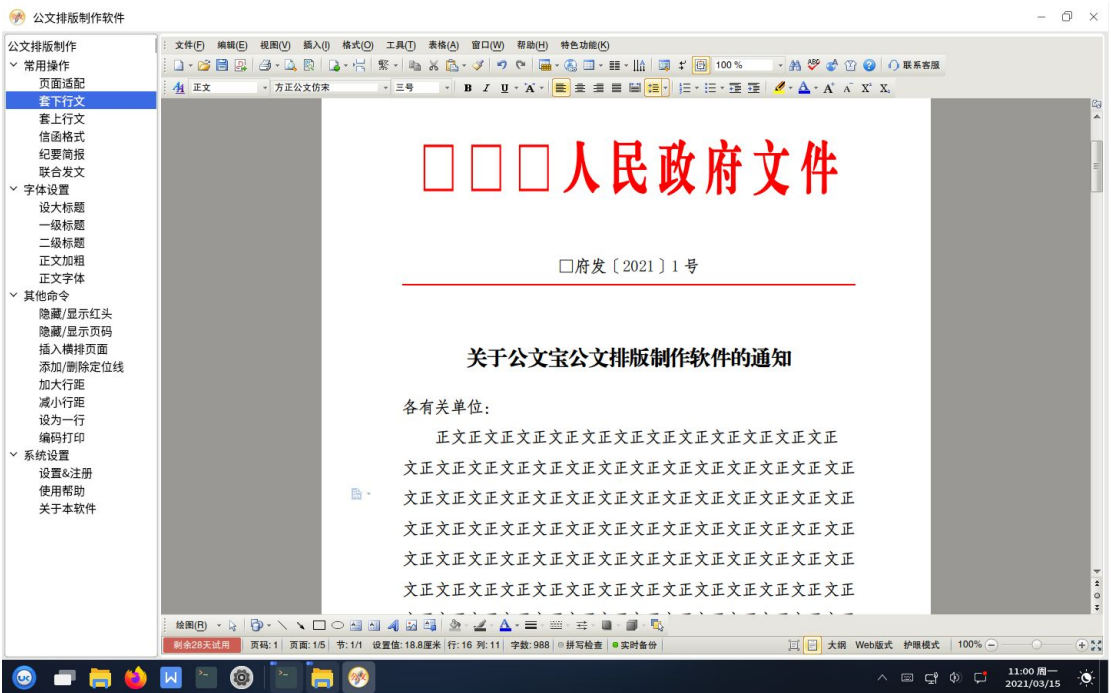 公文排版制作软件
公文排版制作
常用操作
页面适配
套下行文
套上行文
信函格式
纪要简报
联合发文
字体设置
设大标题
一级标题
二级标题
正文加粗
正文字体
其他命令
隐藏/显示红头
隐藏/显示页码
插入横排页面
添加/删除定位线
加大行距
减小行距
设为一行
编码打印
系统设置
设置&注册
使用帮助
关于本软件
文件(F) 编辑(E) 视图(V) 插入(I) 格式(O) 工具(T) 表格(A) 窗口(W) 帮助(H) 特色功能(K)
100 % 联系客服
正文 方正公文仿宋 三号 B I U A A A A X X
□□□人民政府文件
□府发〔2021〕1 号
关于公文宝公文排版制作软件的通知
各有关单位：
正文正文正文正文正文正文正文正文正文正文正文正文正
文正文正文正文正文正文正文正文正文正文正文正文正文正
文正文正文正文正文正文正文正文正文正文正文正文正文正
文正文正文正文正文正文正文正文正文正文正文正文正文正
文正文正文正文正文正文正文正文正文正文正文正文正文正
文正文正文正文正文正文正文正文正文正文正文正文正文正
绘图(R)
剩余28天试用 页码: 1 页面: 1/5 节: 1/1 设置值: 18.8厘米 行: 16 列: 11 字数: 988 拼写检查 实时备份 大纲 Web版式 护眼模式 100%
11:00 周一
2021/03/15